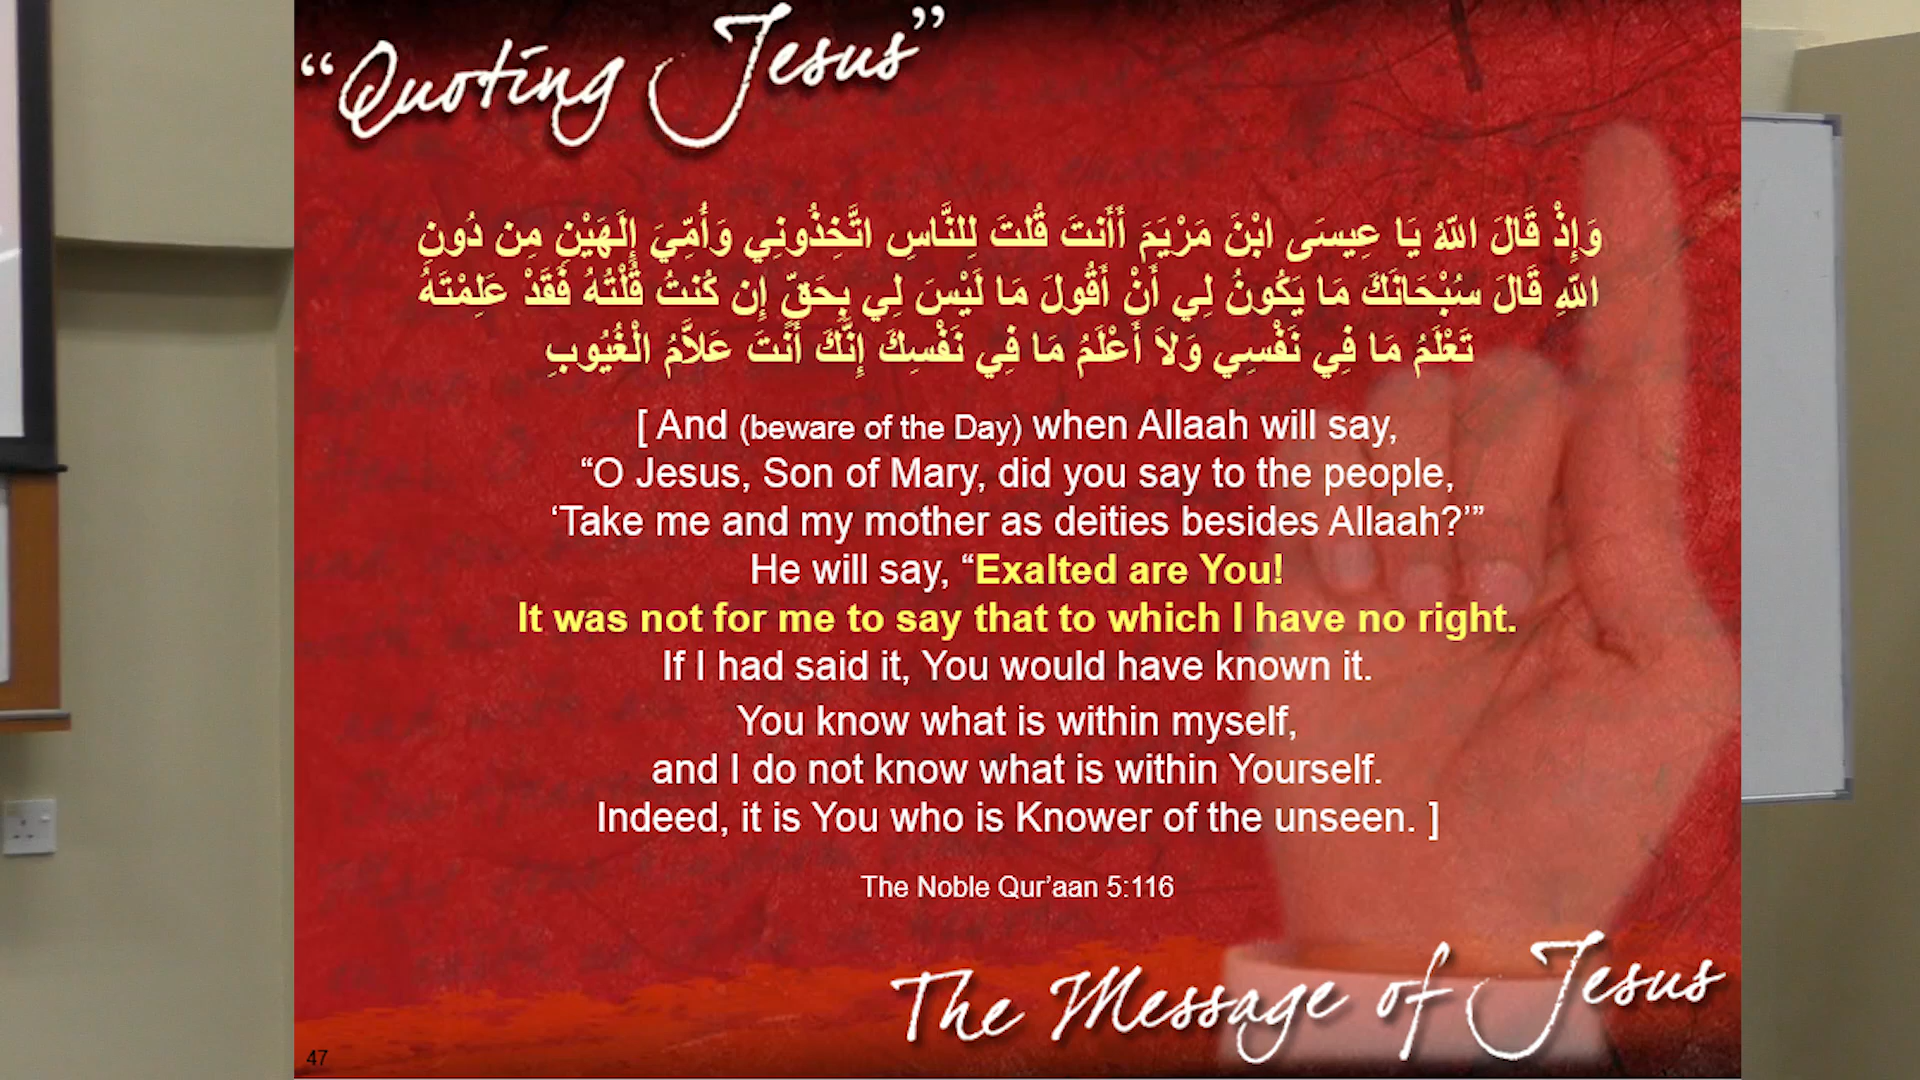 “Quoting Jesus”
وَإِذْ قَالَ اللّهُ يَا عِيسَى ابْنَ مَرْيَمَ أَأَنتَ قُلتَ لِلنَّاسِ اتَّخِذُونِي وَأُمِّيَ إِلَهَيْنِ مِن دُونِ
اللّهِ قَالَ سُبْحَانَكَ مَا يَكُونُ لِي أَنْ أَقُولَ مَا لَيْسَ لِي بِحَقٍّ إِن كُنتُ قُلْتُهُ فَقَدْ عَلِمْتَهُ
تَعْلَمُ مَا فِي نَفْسِي وَلاَ أَعْلَمُ مَا فِي نَفْسِكَ إِنَّكَ أَنتَ عَلاَّمُ الْغُيُوبِ
[ And (beware of the Day) when Allaah will say,
“O Jesus, Son of Mary, did you say to the people,
‘Take me and my mother as deities besides Allaah?’”
He will say, “Exalted are You!
It was not for me to say that to which I have no right.
If I had said it, You would have known it.
You know what is within myself,
and I do not know what is within Yourself.
Indeed, it is You who is Knower of the unseen. ]
The Noble Qur’aan 5:116
The Message of Jesus
47